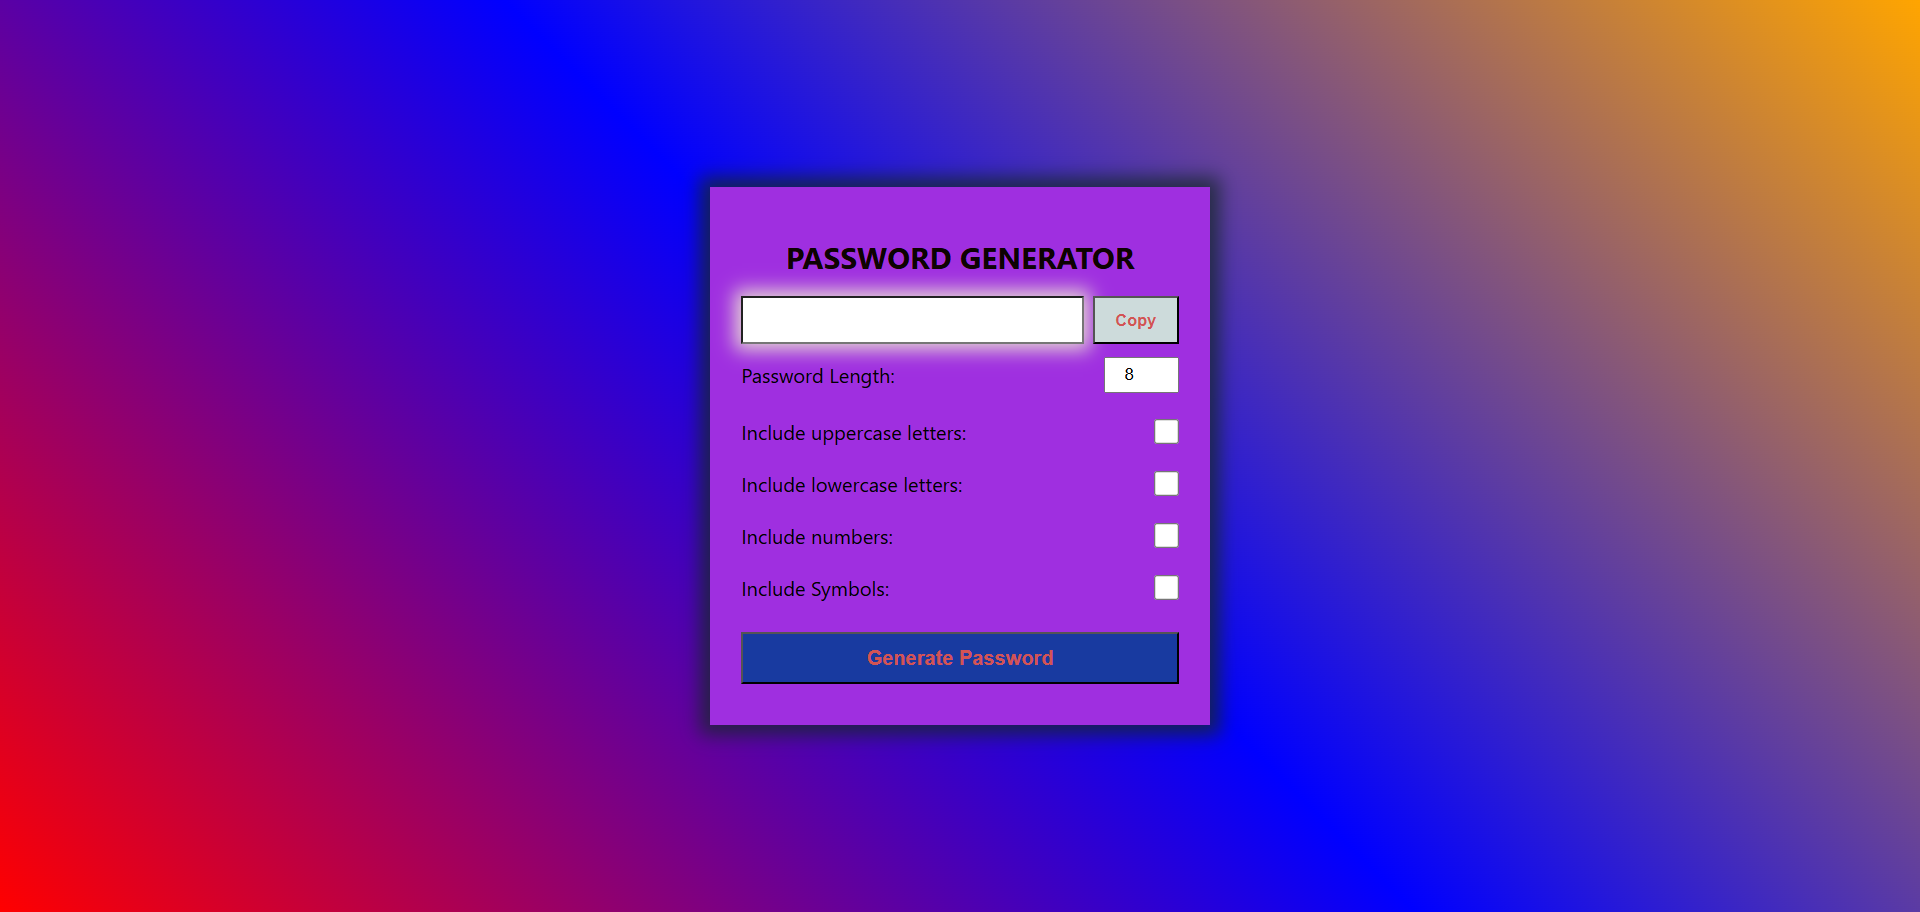 PASSWORD GENERATOR
Copy
Password Length: 8
Include uppercase letters:
Include lowercase letters:
Include numbers:
Include Symbols:
Generate Password